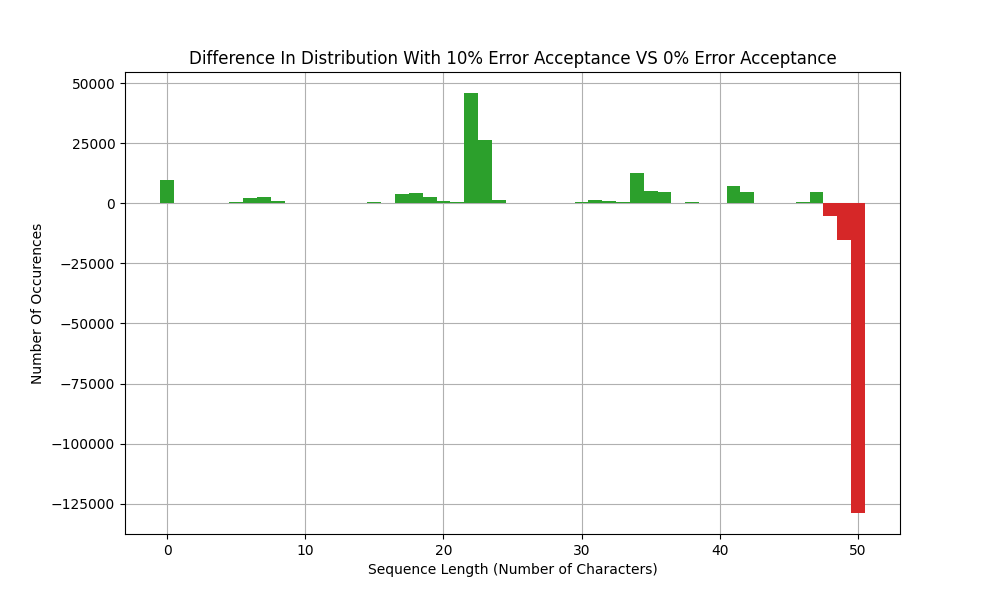 Difference In Distribution With 10% Error Acceptance VS 0% Error Acceptance
50000
25000
0
−25000
−50000
−75000
−100000
−125000
Number Of Occurences
0 10 20 30 40 50
Sequence Length (Number of Characters)